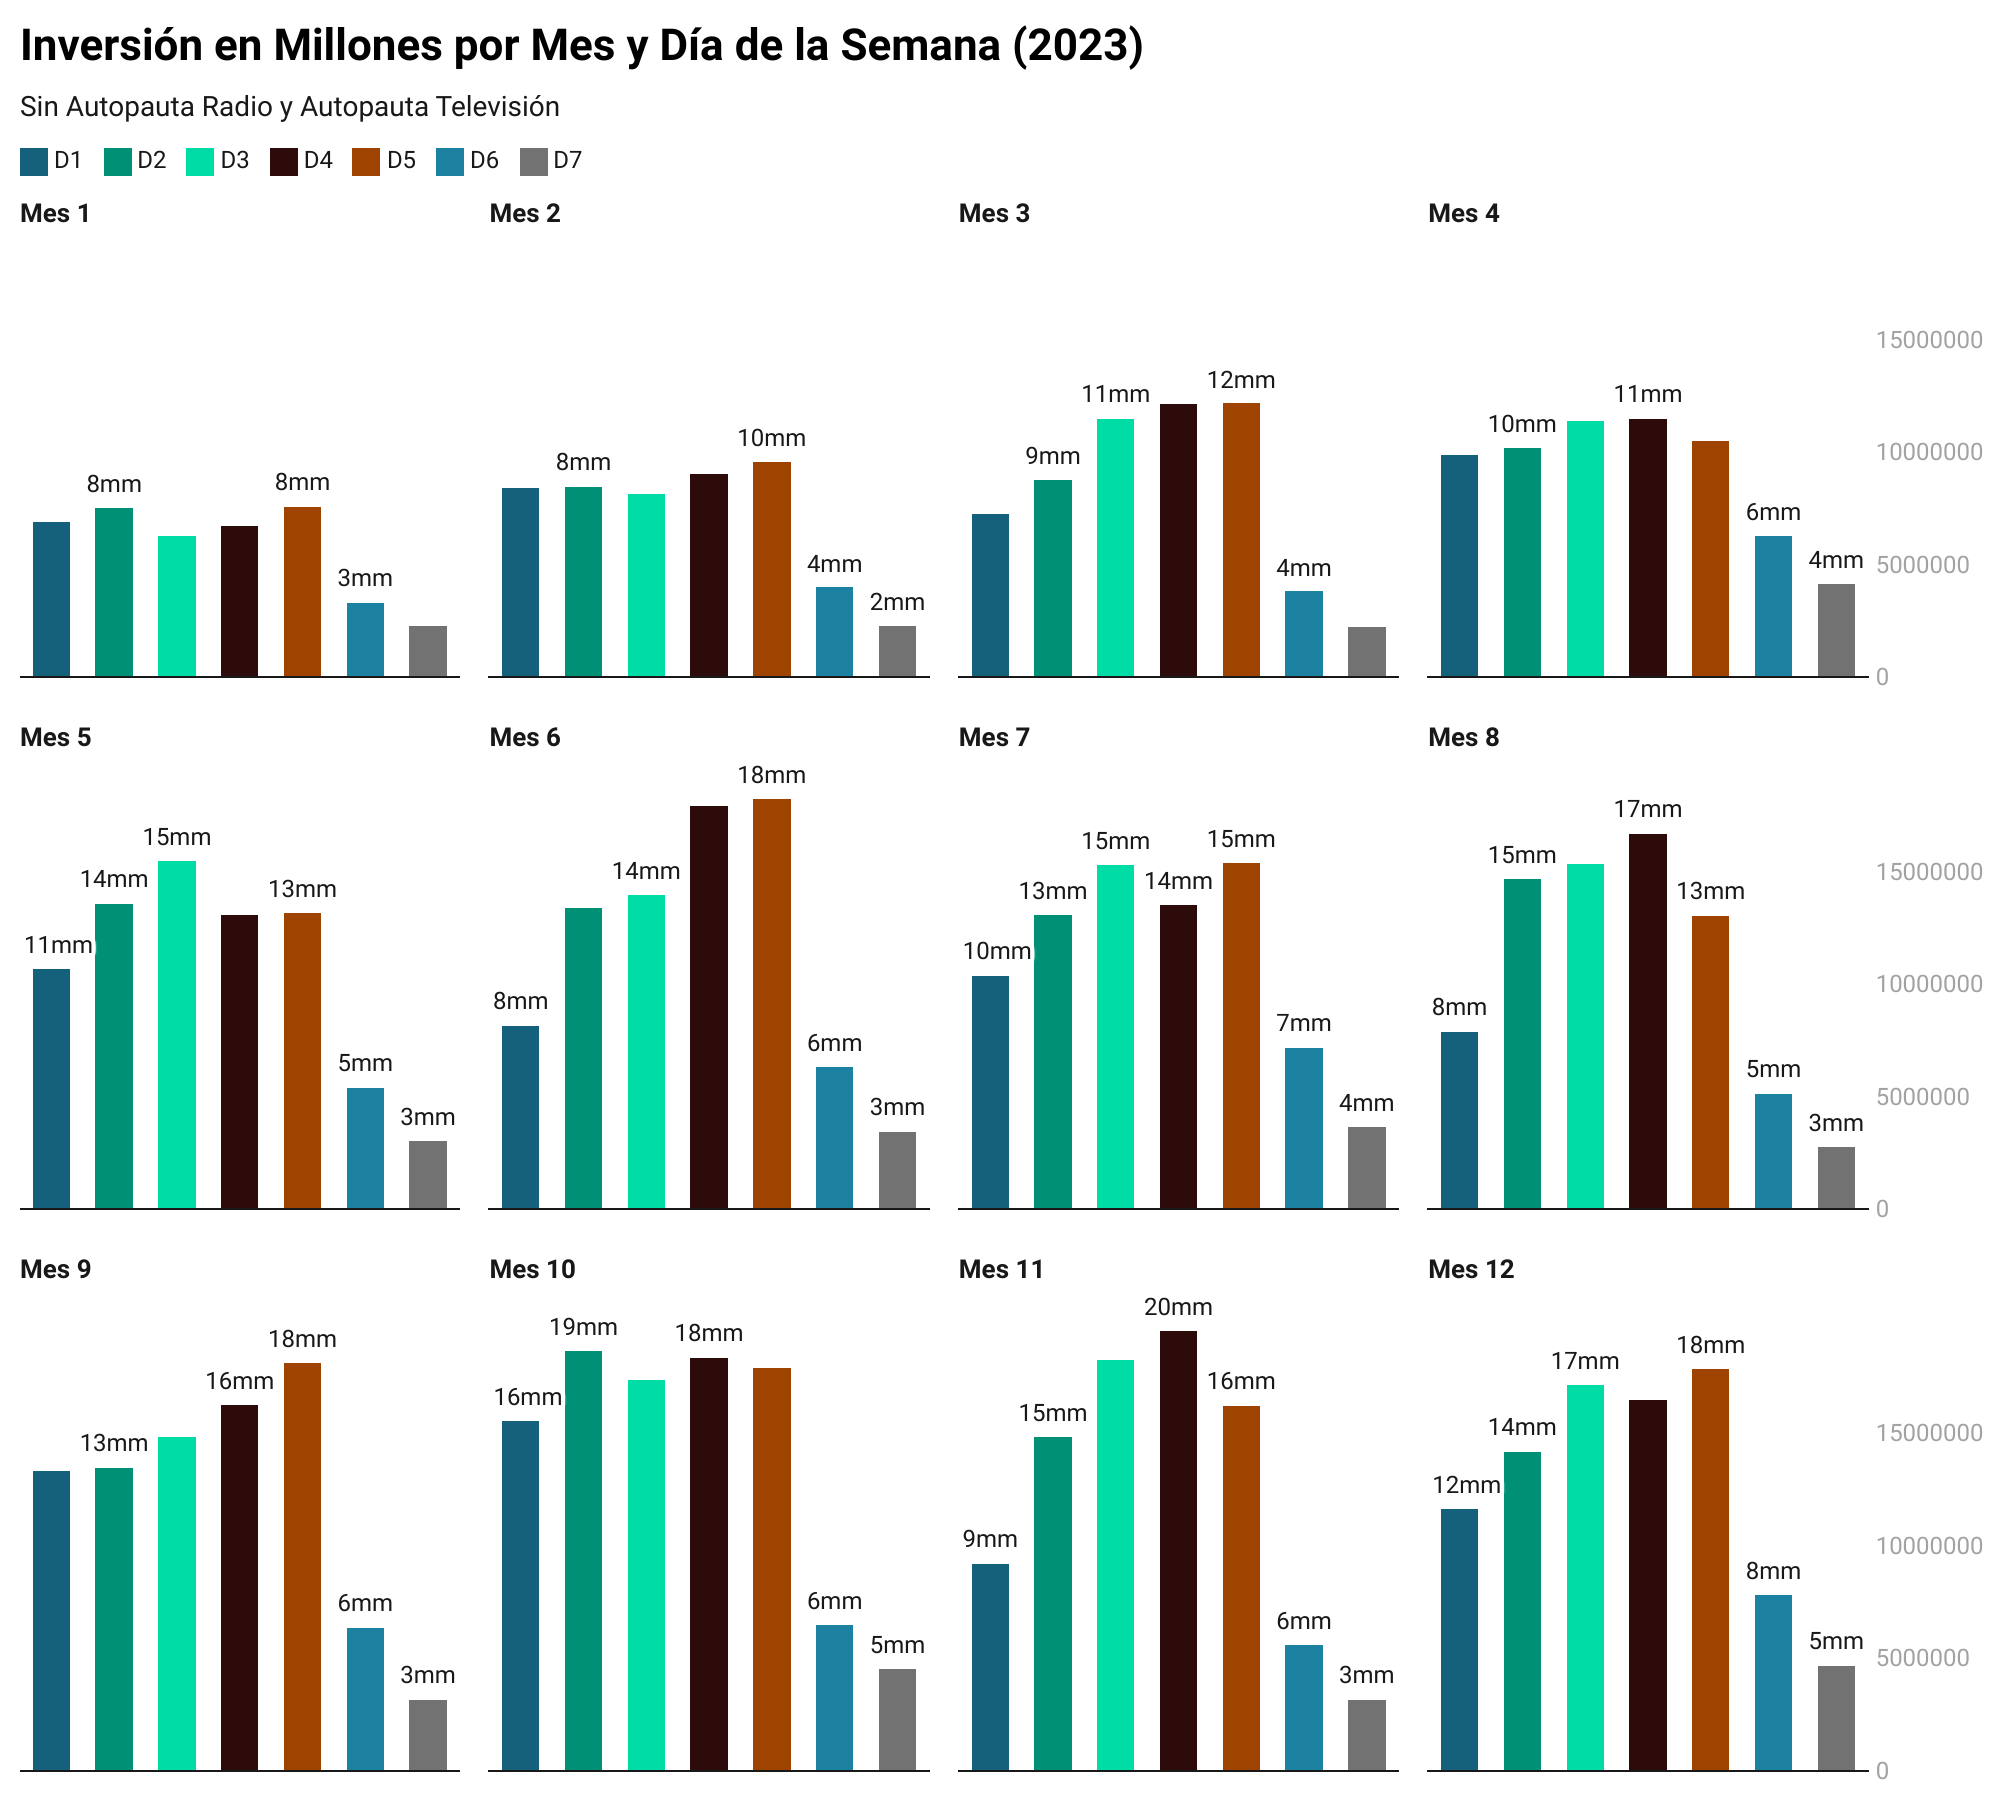 Inversión en Millones por Mes y Día de la Semana (2023)
Sin Autopauta Radio y Autopauta Televisión
D1 D2 D3 D4 D5 D6 D7
Mes 1
8mm 8mm 3mm
Mes 2
8mm 10mm 4mm 2mm
Mes 3
9mm 11mm 12mm 4mm
Mes 4
10mm 11mm 6mm 4mm
15000000
10000000
5000000
0
Mes 5
11mm 14mm 15mm 13mm 5mm 3mm
Mes 6
8mm 14mm 18mm 6mm 3mm
Mes 7
10mm 13mm 15mm 14mm 15mm 7mm 4mm
Mes 8
8mm 15mm 17mm 13mm 5mm 3mm
15000000
10000000
5000000
0
Mes 9
13mm 16mm 18mm 6mm 3mm
Mes 10
16mm 19mm 18mm 6mm 5mm
Mes 11
9mm 15mm 20mm 16mm 6mm 3mm
Mes 12
12mm 14mm 17mm 18mm 8mm 5mm
15000000
10000000
5000000
0